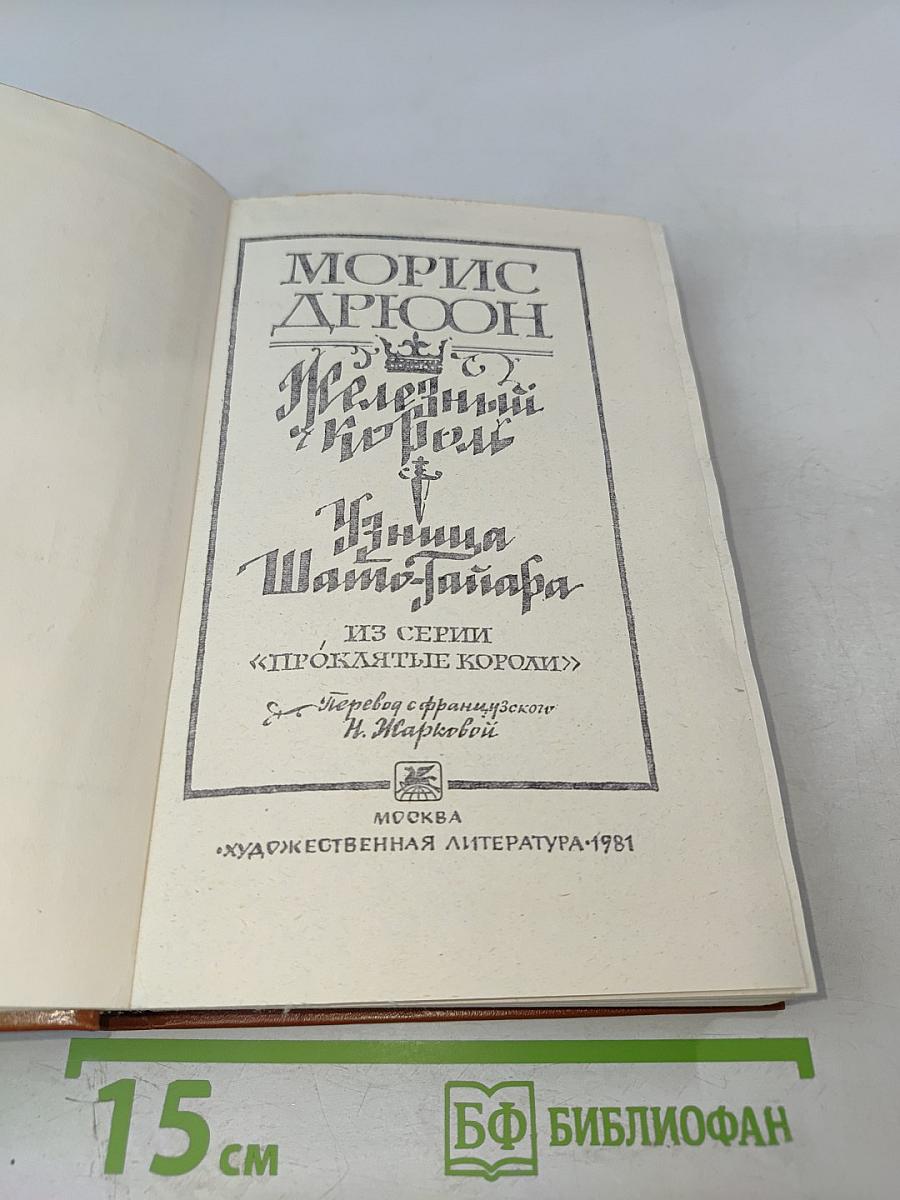 МОРИС
ДРЮОН
Железный
король
Узница
Шато-Гайара
ИЗ СЕРИИ
«ПРО́КЛЯТЫЕ КОРОЛИ»
Перевод с французского
Н. Жарковой
МОСКВА
•ХУДОЖЕСТВЕННАЯ ЛИТЕРАТУРА•1981
15 см
БФ БИБЛИОФАН